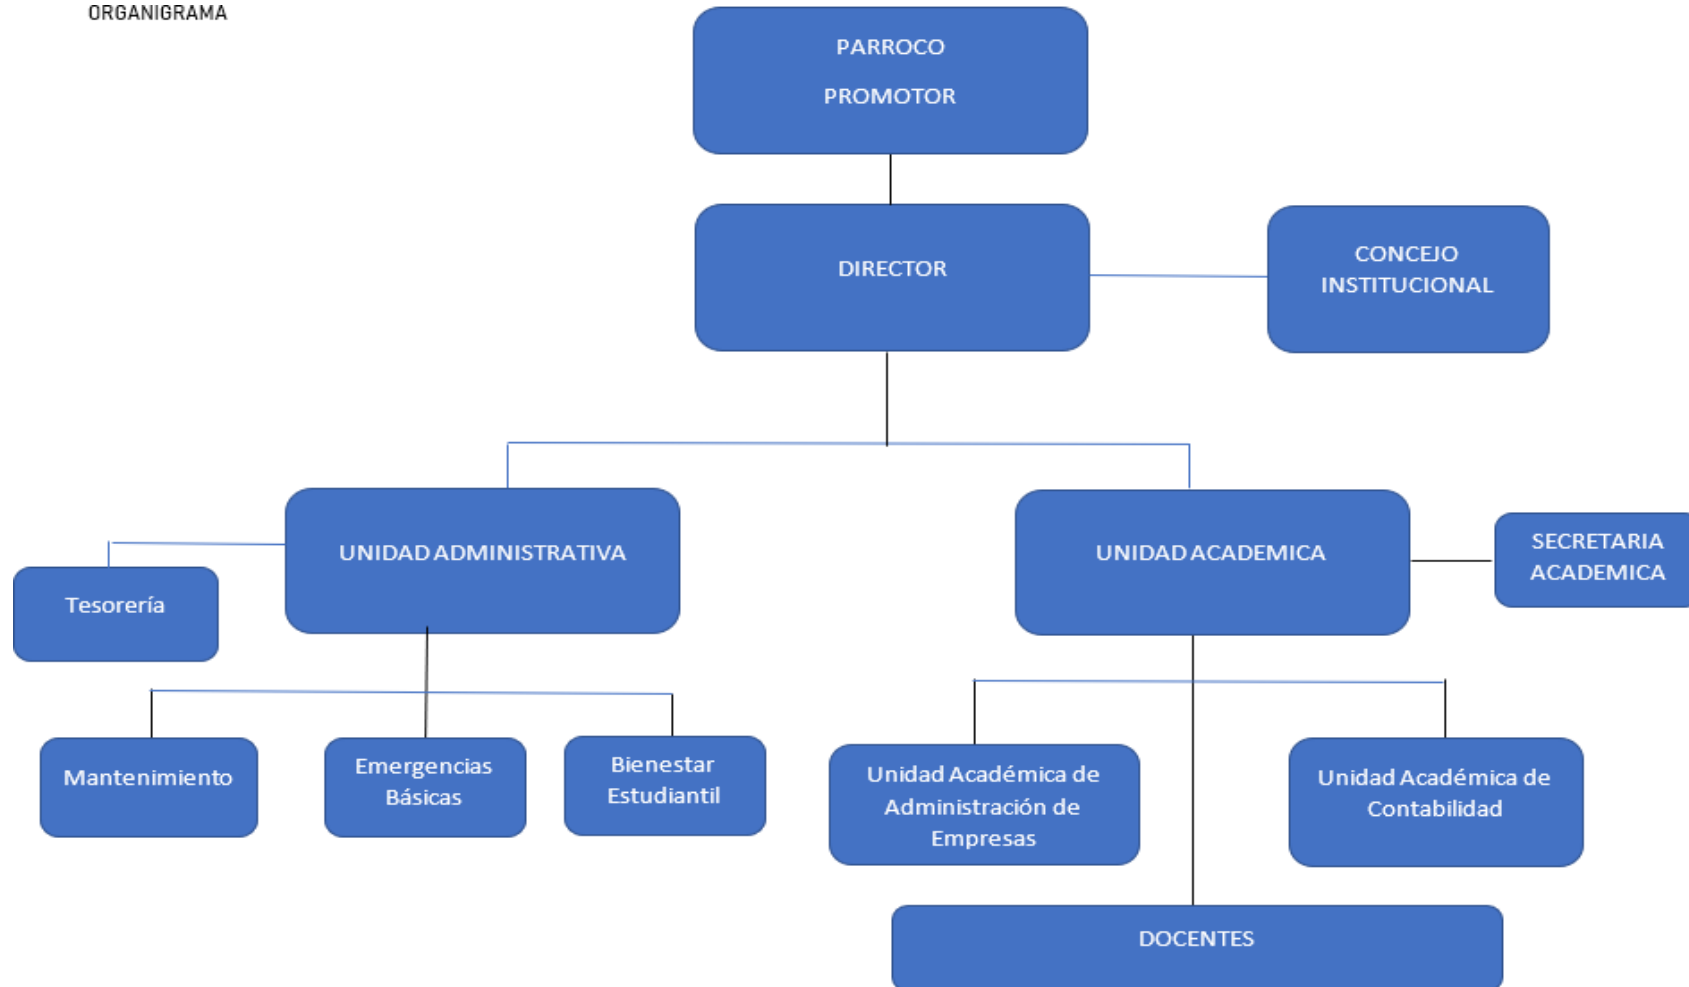 ORGANIGRAMA
PARROCO
PROMOTOR
DIRECTOR
CONCEJO
INSTITUCIONAL
UNIDAD ADMINISTRATIVA
UNIDAD ACADEMICA
SECRETARIA
ACADEMICA
Tesorería
Mantenimiento
Emergencias
Básicas
Bienestar
Estudiantil
Unidad Académica de
Administración de
Empresas
Unidad Académica de
Contabilidad
DOCENTES